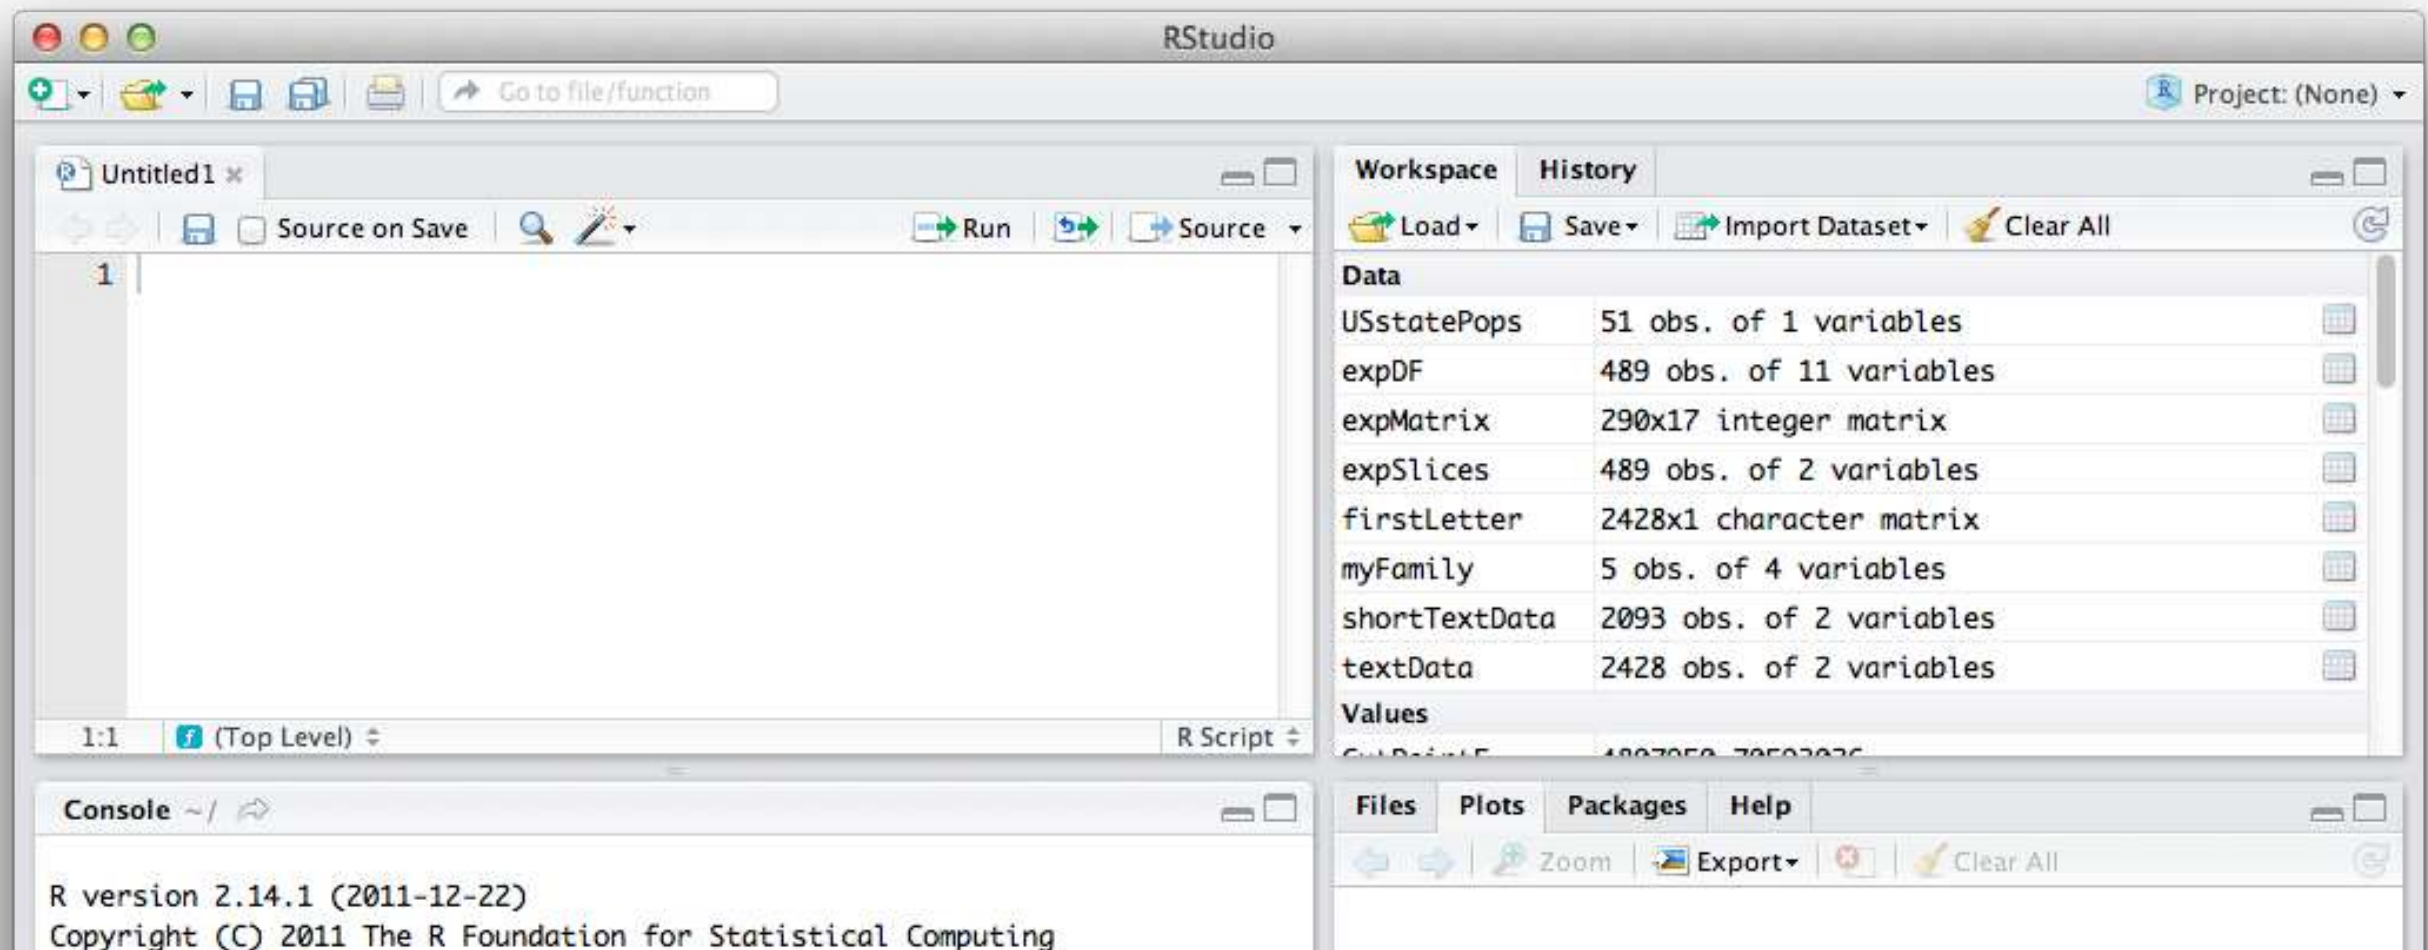 RStudio
Go to file/function
Project: (None)
Untitled1
Source on Save
Run
Source
1
1:1
(Top Level)
R Script
Workspace History
Load Save Import Dataset Clear All
Data
USstatePops 51 obs. of 1 variables
expDF 489 obs. of 11 variables
expMatrix 290x17 integer matrix
expSlices 489 obs. of 2 variables
firstLetter 2428x1 character matrix
myFamily 5 obs. of 4 variables
shortTextData 2093 obs. of 2 variables
textData 2428 obs. of 2 variables
Values
Console ~/
R version 2.14.1 (2011-12-22)
Copyright (C) 2011 The R Foundation for Statistical Computing
Files Plots Packages Help
Zoom Export Clear All